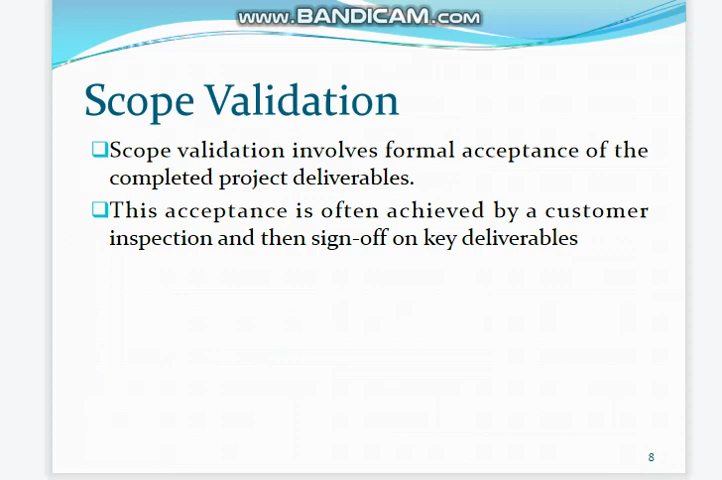 www.BANDICAM.com
Scope Validation
❑Scope validation involves formal acceptance of the
completed project deliverables.
❑This acceptance is often achieved by a customer
inspection and then sign-off on key deliverables
8